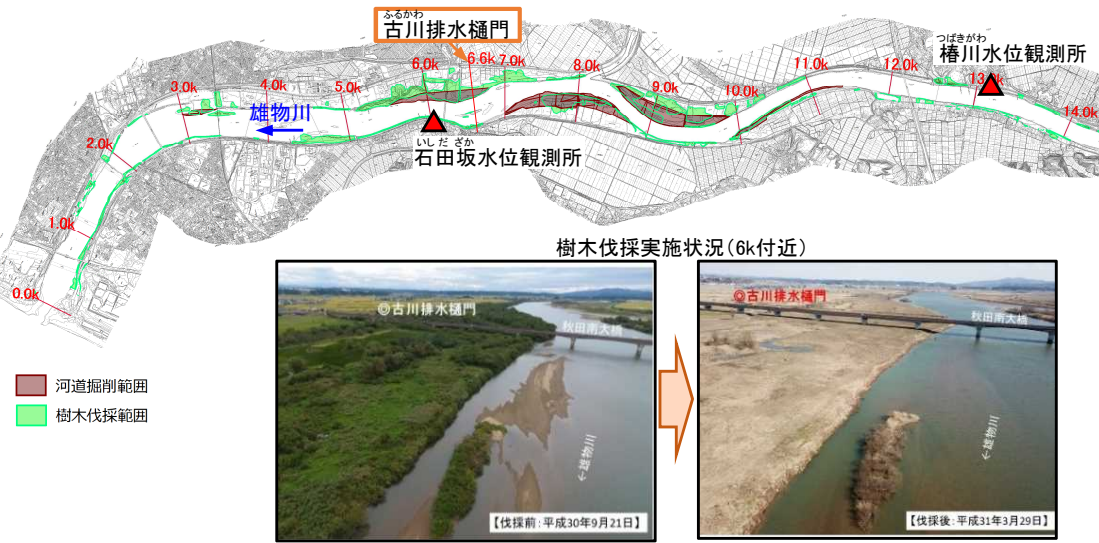 ふるかわ
古川排水樋門
つばきがわ
椿川水位観測所
0.0k
1.0k
2.0k
3.0k
4.0k
5.0k
6.0k
6.6k
7.0k
8.0k
9.0k
10.0k
11.0k
12.0k
13.0k
14.0k
雄物川
いしだざか
石田坂水位観測所
樹木伐採実施状況(6k付近)
河道掘削範囲
樹木伐採範囲
◎古川排水樋門
秋田南大橋
←雄物川
【伐採前:平成30年9月21日】
◎古川排水樋門
秋田南大橋
←雄物川
【伐採後:平成31年3月29日】